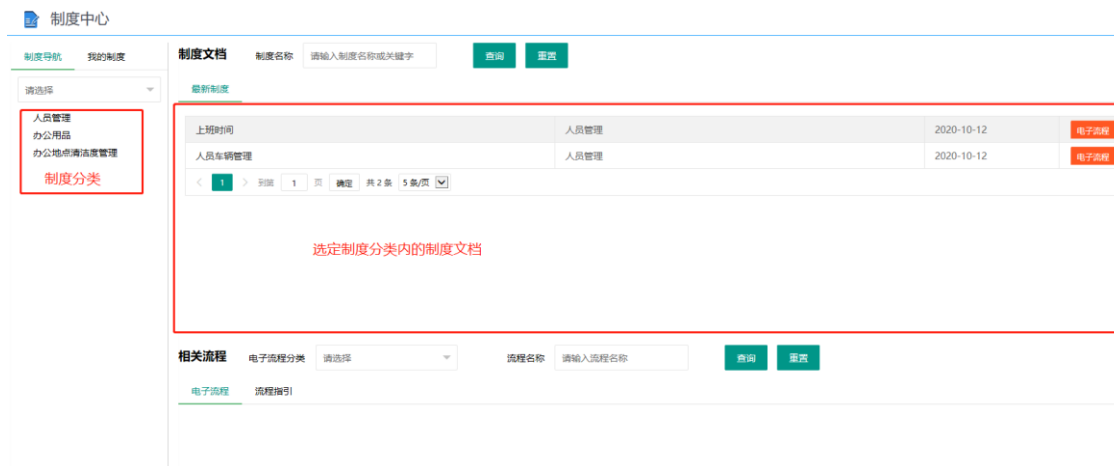 制度中心
制度导航 我的制度
请选择
人员管理
办公用品
办公地点清洁度管理
制度分类
制度文档 制度名称 请输入制度名称或关键字 查询 重置
最新制度
上班时间 人员管理 2020-10-12 电子流程
人员车辆管理 人员管理 2020-10-12 电子流程
< 1 > 到第 1 页 确定 共 2 条 5 条/页
选定制度分类内的制度文档
相关流程 电子流程分类 请选择 流程名称 请输入流程名称 查询 重置
电子流程 流程指引